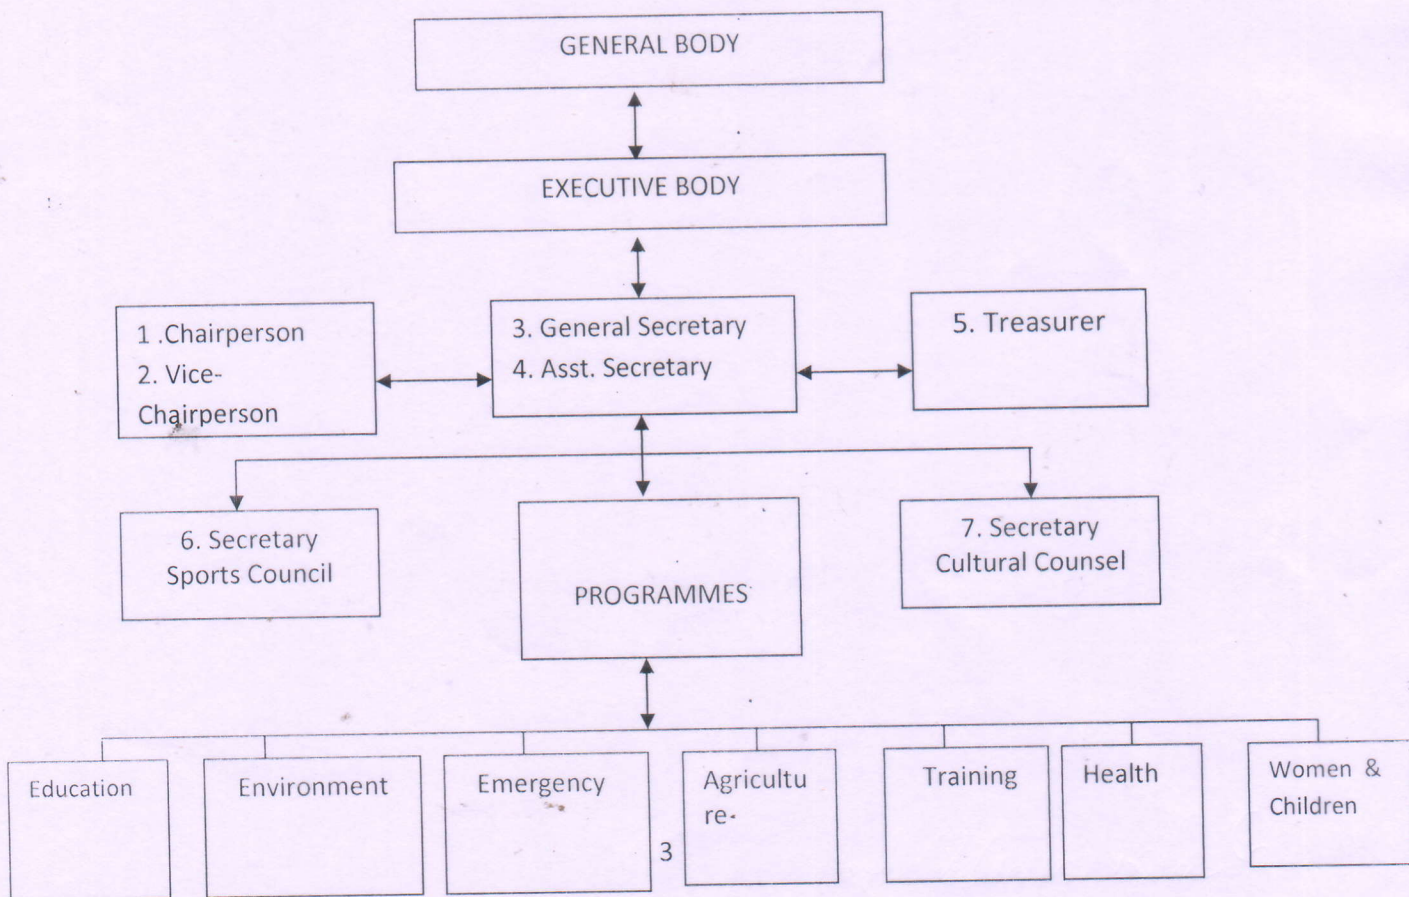 GENERAL BODY
EXECUTIVE BODY
1 .Chairperson
2. Vice-
Chairperson
3. General Secretary
4. Asst. Secretary
5. Treasurer
6. Secretary
Sports Council
PROGRAMMES
7. Secretary
Cultural Counsel
Education
Environment
Emergency
Agricultu
re-
Training
Health
Women &
Children
3